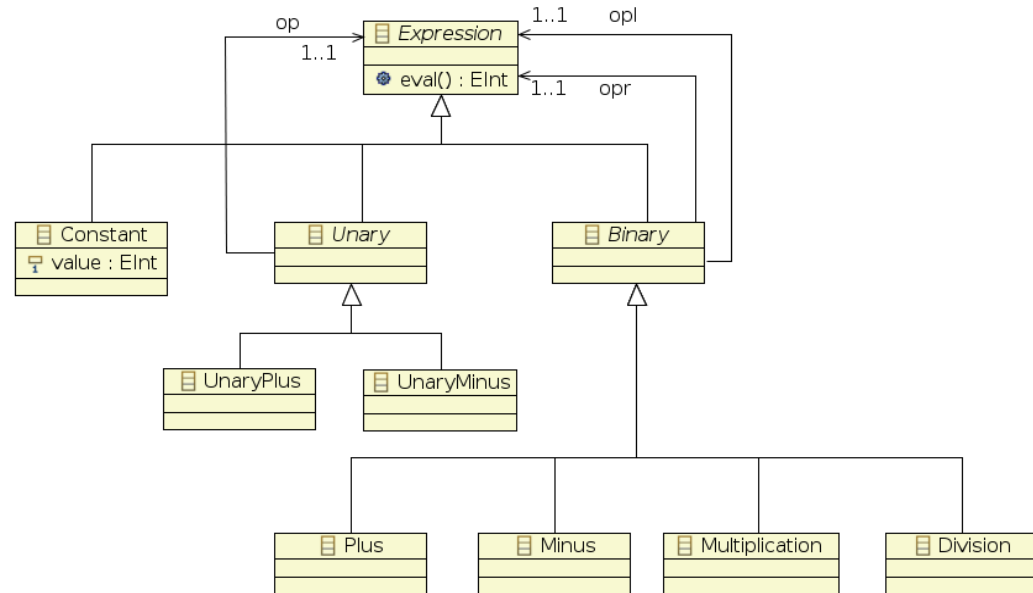 op
1..1
Expression
1..1 opl
eval() : EInt
1..1 opr
Constant
value : EInt
Unary
Binary
UnaryPlus
UnaryMinus
Plus
Minus
Multiplication
Division